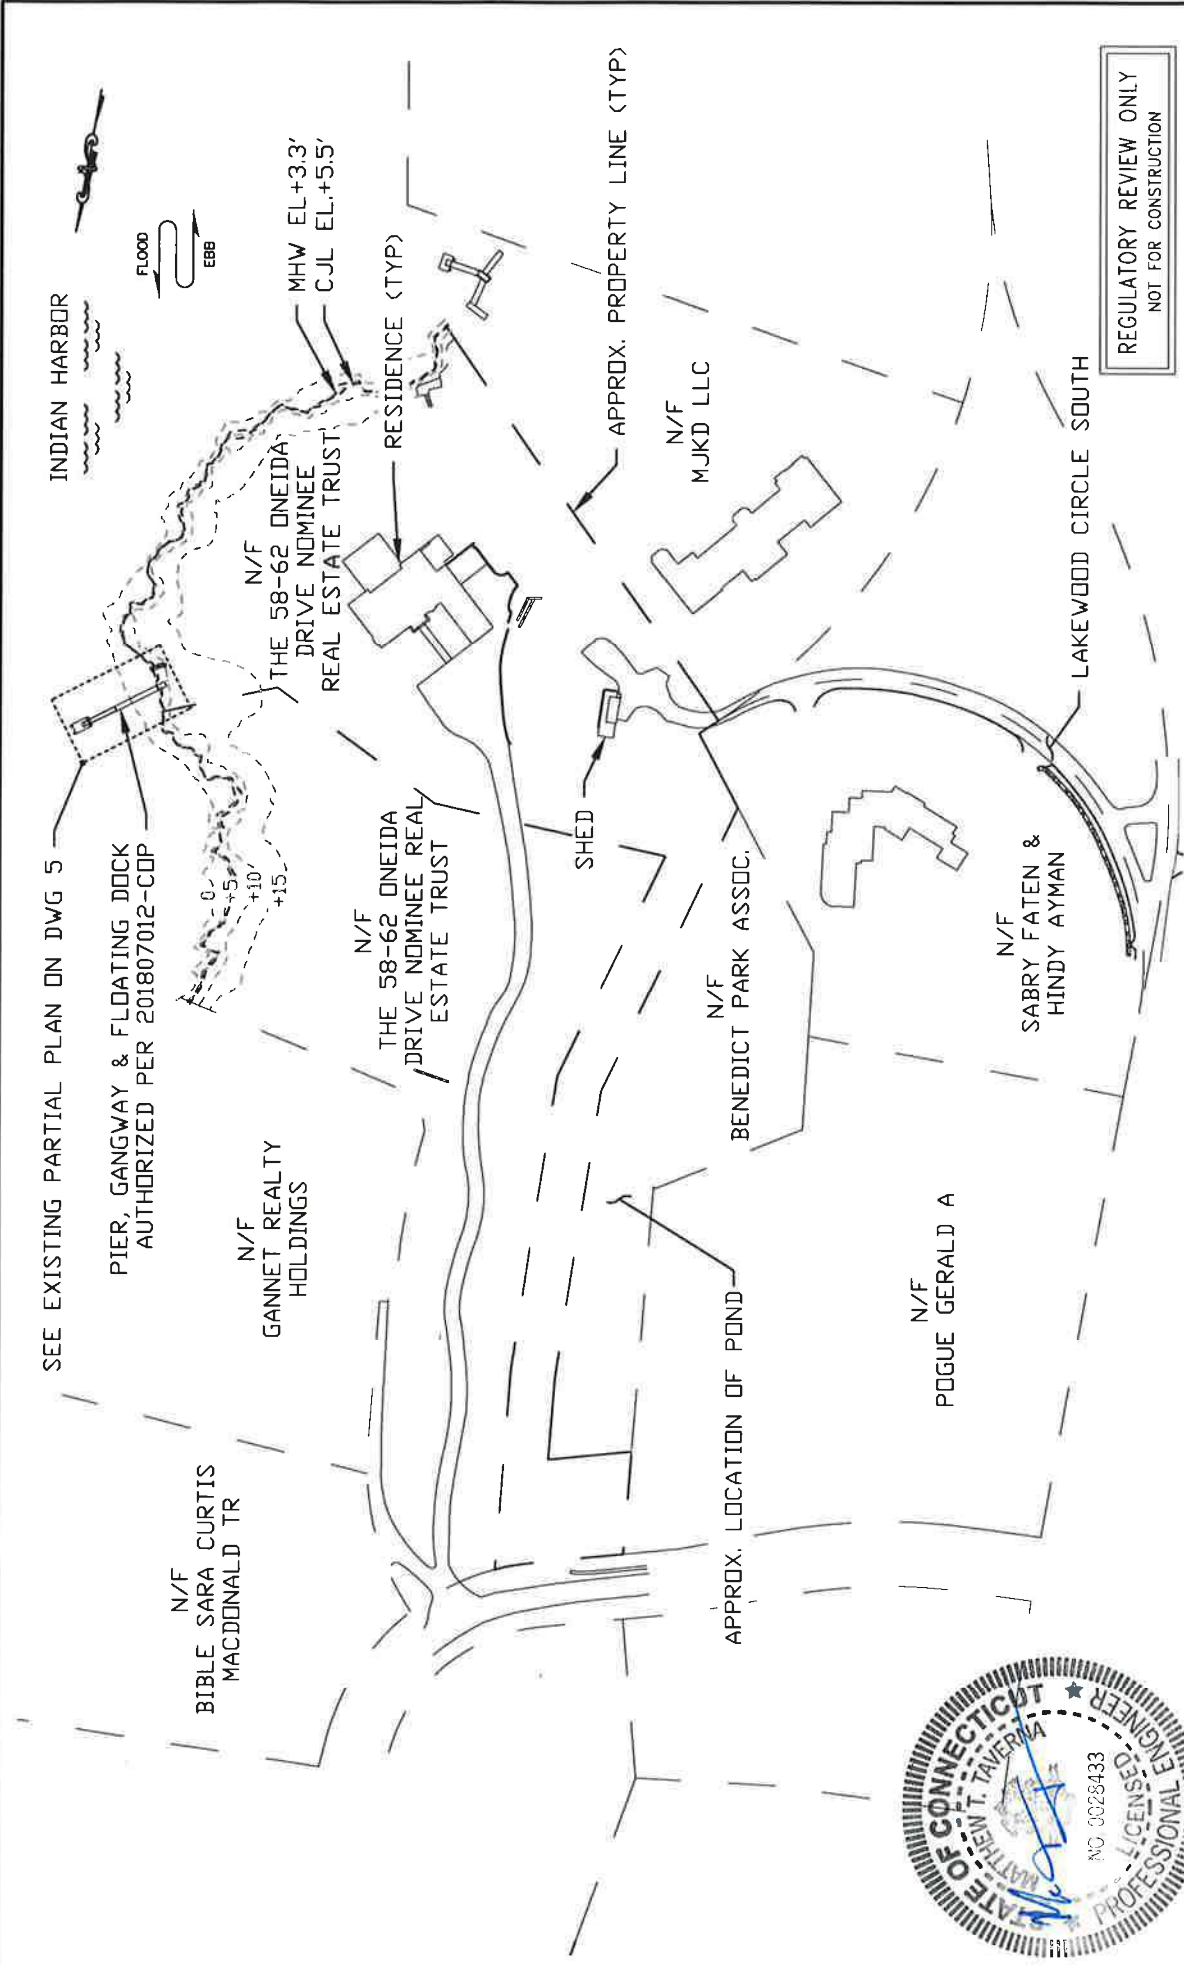 SEE EXISTING PARTIAL PLAN ON DWG 5
PIER, GANGWAY & FLOATING DOCK
AUTHORIZED PER 201807012-COP
INDIAN HARBOR
FLOOD
EBB
MHW EL.+3.3'
CJL EL.+5.5'
RESIDENCE (TYP)
APPROX. PROPERTY LINE (TYP)
N/F
BIBLE SARA CURTIS
MACDONALD TR
N/F
GANNET REALTY
HOLDINGS
0
+5
+10'
+15'
N/F
THE 58-62 ONEIDA
DRIVE NOMINEE
REAL ESTATE TRUST
N/F
THE 58-62 ONEIDA
DRIVE NOMINEE REAL
ESTATE TRUST
SHED
N/F
MJKD LLC
N/F
BENEDICT PARK ASSOC.
APPROX. LOCATION OF POND
N/F
POGUE GERALD A
N/F
SABRY FATEN &
HINDY AYMAN
LAKEWOOD CIRCLE SOUTH
REGULATORY REVIEW ONLY
NOT FOR CONSTRUCTION
STATE OF CONNECTICUT
MATTHEW T. TAVERNA
NO 0028433
LICENSED
PROFESSIONAL ENGINEER